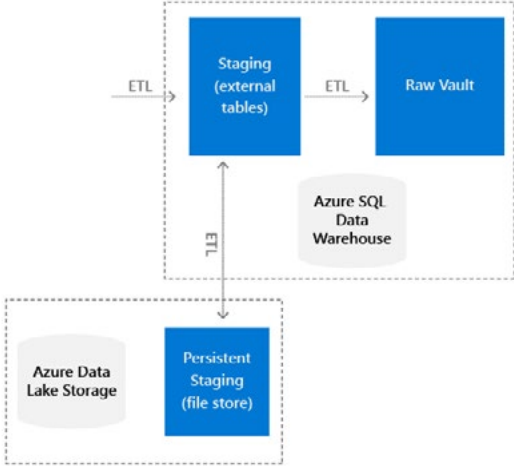 ETL
Staging
(external
tables)
ETL
Raw Vault
Azure SQL
Data
Warehouse
ETL
Azure Data
Lake Storage
Persistent
Staging
(file store)